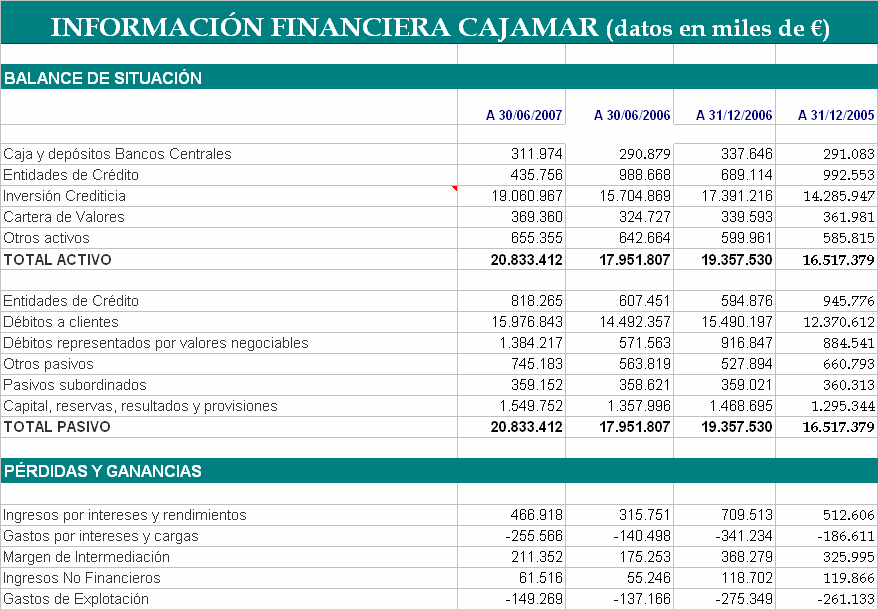 INFORMACIÓN FINANCIERA CAJAMAR (datos en miles de €)
BALANCE DE SITUACIÓN
A 30/06/2007 A 30/06/2006 A 31/12/2006 A 31/12/2005
Caja y depósitos Bancos Centrales 311.974 290.879 337.646 291.083
Entidades de Crédito 435.756 988.668 689.114 992.553
Inversión Crediticia 19.060.967 15.704.869 17.391.216 14.285.947
Cartera de Valores 369.360 324.727 339.593 361.981
Otros activos 655.355 642.664 599.961 585.815
TOTAL ACTIVO 20.833.412 17.951.807 19.357.530 16.517.379
Entidades de Crédito 818.265 607.451 594.876 945.776
Débitos a clientes 15.976.843 14.492.357 15.490.197 12.370.612
Débitos representados por valores negociables 1.384.217 571.563 916.847 884.541
Otros pasivos 745.183 563.819 527.894 660.793
Pasivos subordinados 359.152 358.621 359.021 360.313
Capital, reservas, resultados y provisiones 1.549.752 1.357.996 1.468.695 1.295.344
TOTAL PASIVO 20.833.412 17.951.807 19.357.530 16.517.379
PÉRDIDAS Y GANANCIAS
Ingresos por intereses y rendimientos 466.918 315.751 709.513 512.606
Gastos por intereses y cargas -255.566 -140.498 -341.234 -186.611
Margen de Intermediación 211.352 175.253 368.279 325.995
Ingresos No Financieros 61.516 55.246 118.702 119.866
Gastos de Explotación -149.269 -137.166 -275.349 -261.133